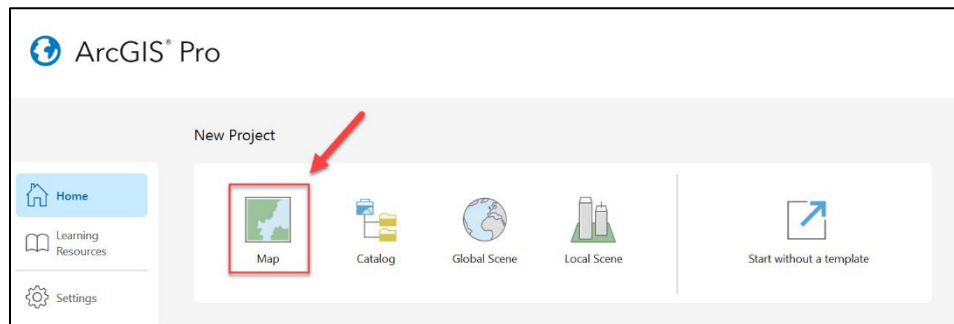 ArcGIS® Pro
New Project
Home
Learning
Resources
Settings
Map
Catalog
Global Scene
Local Scene
Start without a template